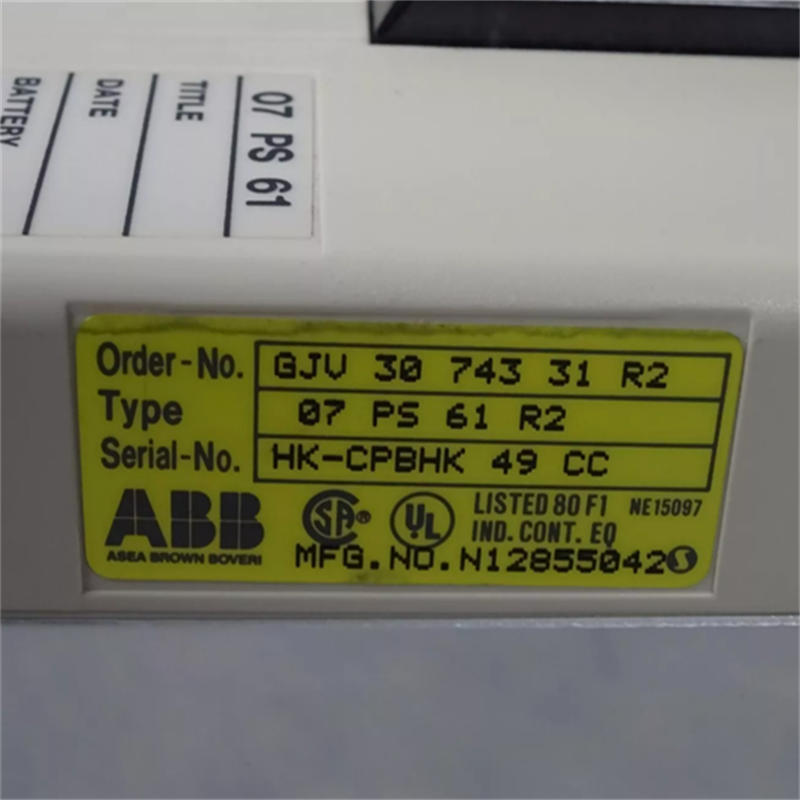 07 PS 61
TITLE
DATE
BATTERY
Order-No. GJV 30 743 31 R2
Type 07 PS 61 R2
Serial-No. HK-CPBHK 49 CC
ABB
ASEA BROWN BOVERI
SA®
UL
LISTED 80 F1 NE15097
IND. CONT. EQ
MFG.NO.N12855042 S